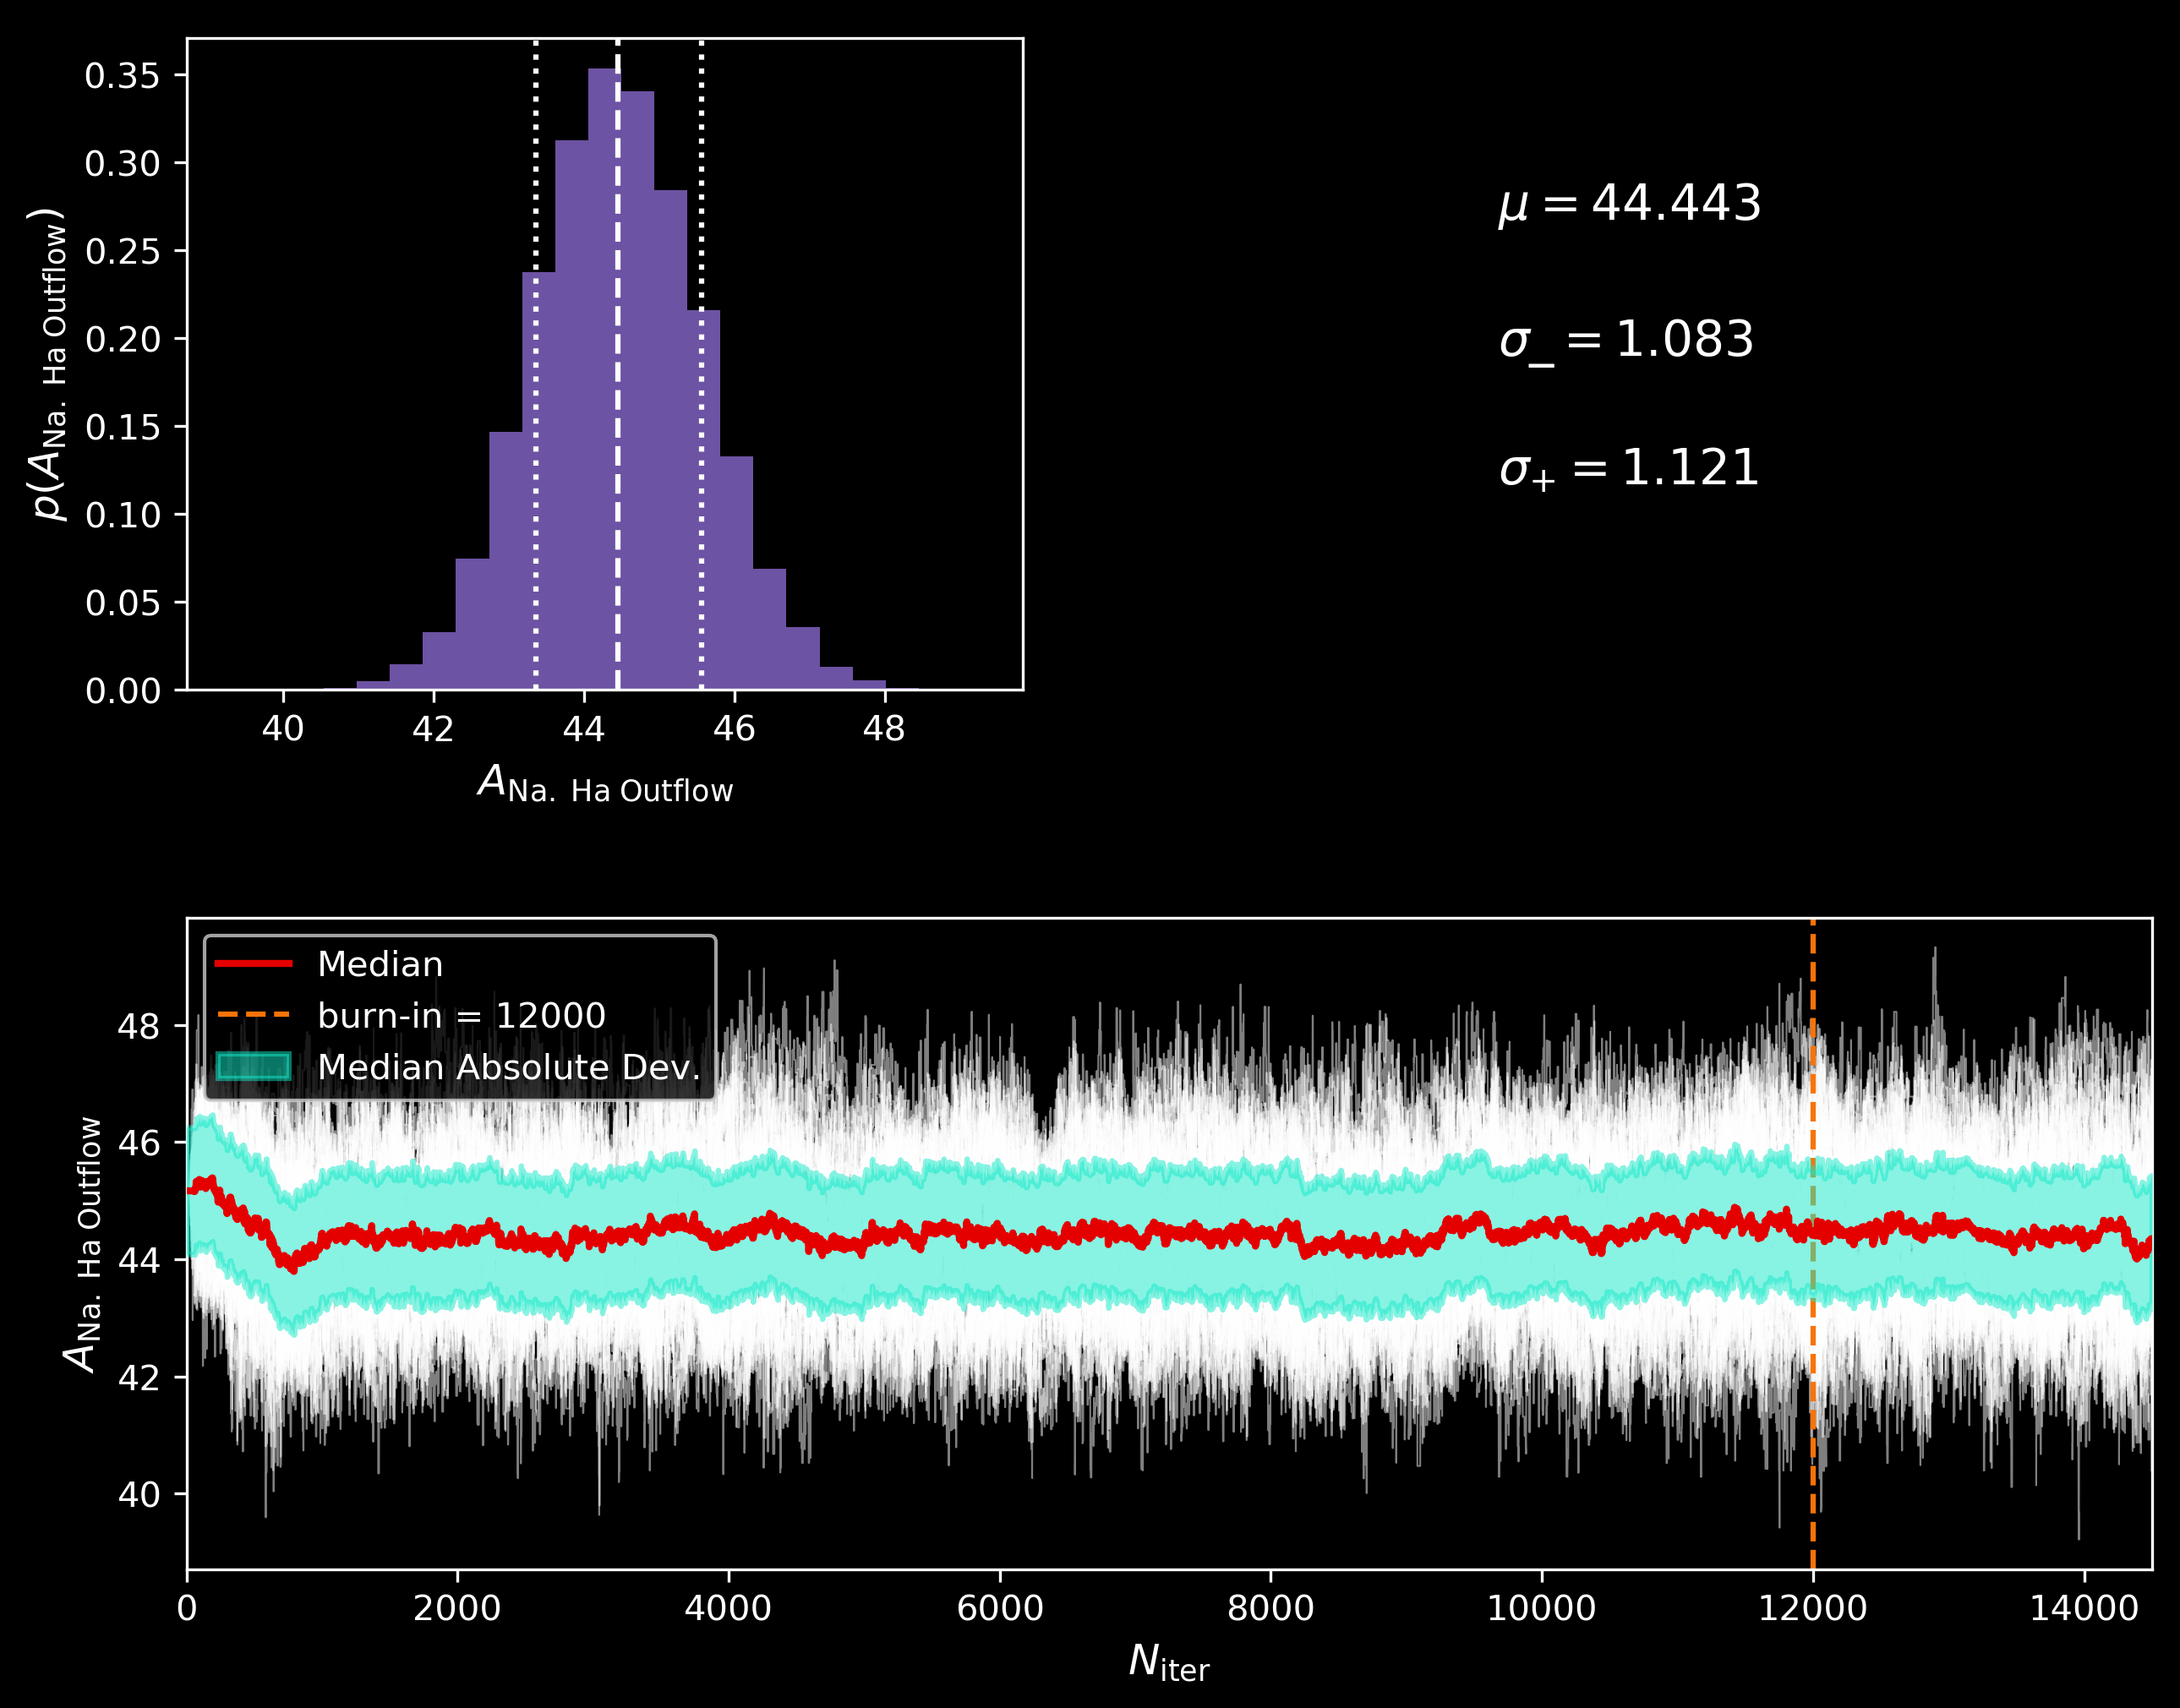 0.35
0.30
0.25
0.20
0.15
0.10
0.05
0.00
p(A_Na. Ha Outflow)
40 42 44 46 48
A_Na. Ha Outflow
μ = 44.443
σ_− = 1.083
σ_+ = 1.121
Median
burn-in = 12000
Median Absolute Dev.
48
46
44
42
40
A_Na. Ha Outflow
0 2000 4000 6000 8000 10000 12000 14000
N_iter